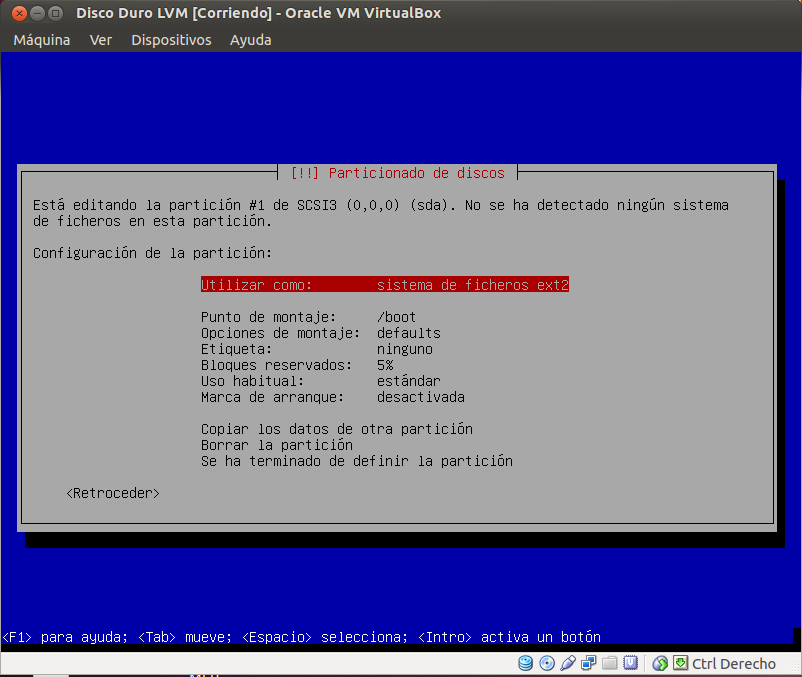 Disco Duro LVM [Corriendo] - Oracle VM VirtualBox
Máquina Ver Dispositivos Ayuda
[!!] Particionado de discos
Está editando la partición #1 de SCSI3 (0,0,0) (sda). No se ha detectado ningún sistema
de ficheros en esta partición.
Configuración de la partición:
Utilizar como: sistema de ficheros ext2
Punto de montaje: /boot
Opciones de montaje: defaults
Etiqueta: ninguno
Bloques reservados: 5%
Uso habitual: estándar
Marca de arranque: desactivada
Copiar los datos de otra partición
Borrar la partición
Se ha terminado de definir la partición
<Retroceder>
<F1> para ayuda; <Tab> mueve; <Espacio> selecciona; <Intro> activa un botón
Ctrl Derecho